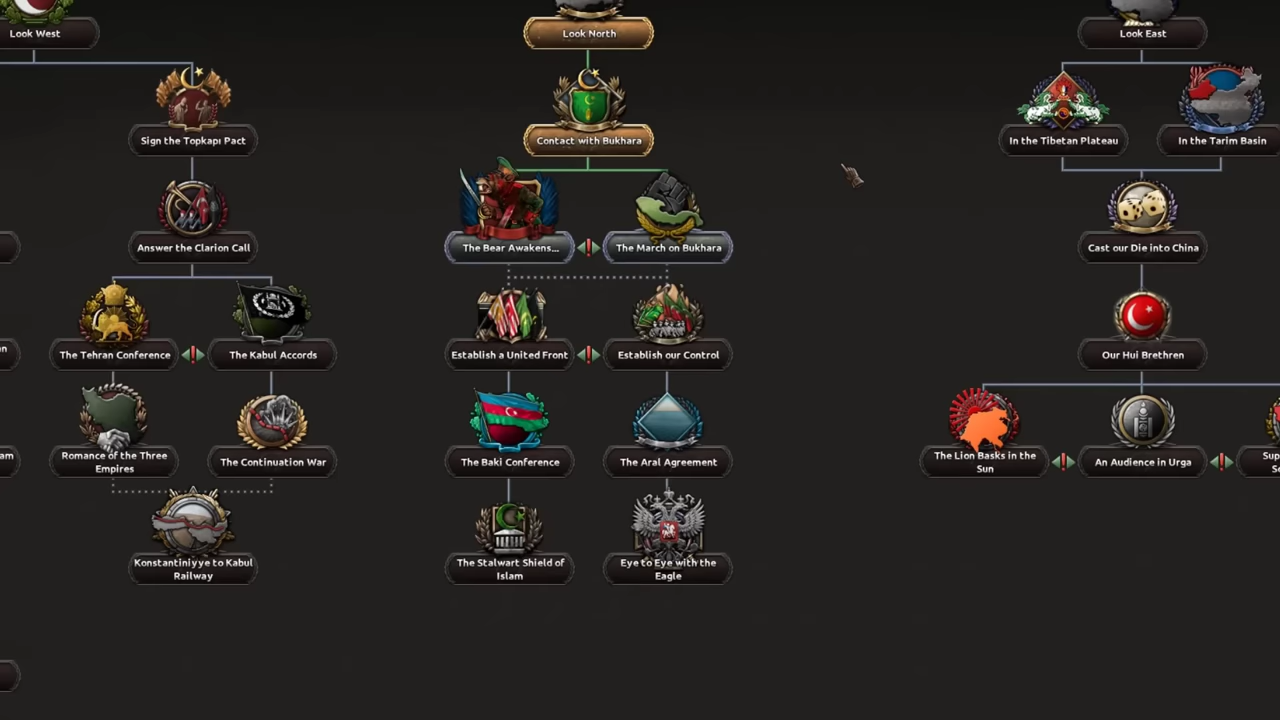 Look West
Look North
Look East
Sign the Topkapı Pact
Contact with Bukhara
In the Tibetan Plateau
In the Tarim Basin
Answer the Clarion Call
The Bear Awakens...
The March on Bukhara
Cast our Die into China
The Tehran Conference
The Kabul Accords
Establish a United Front
Establish our Control
Our Hui Brethren
Romance of the Three
Empires
The Continuation War
The Baki Conference
The Aral Agreement
The Lion Basks in the
Sun
An Audience in Urga
Konstantiniyye to Kabul
Railway
The Stalwart Shield of
Islam
Eye to Eye with the
Eagle